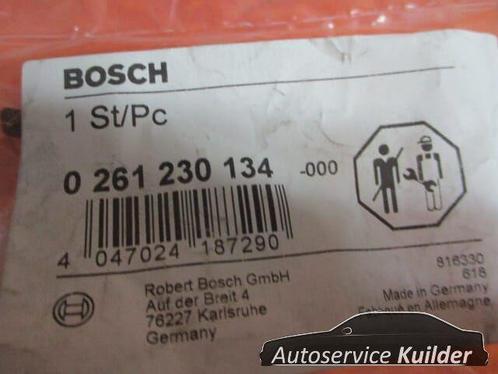 BOSCH
1 St/Pc
0 261 230 134 -000
4 047024 187290
Robert Bosch GmbH
Auf der Breit 4
76227 Karlsruhe
Germany
816330
616
Made in Germany
Fabriqué en Allemagne
Autoservice Kuilder